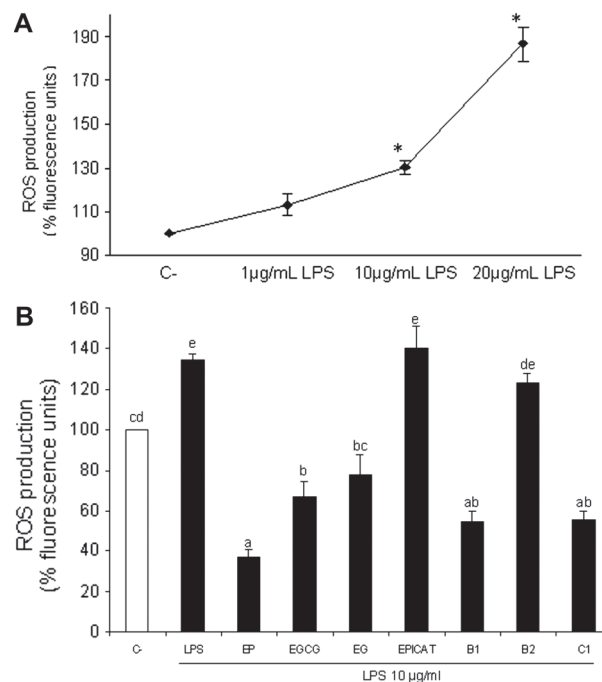 A
ROS production
(% fluorescence units)
190
170
150
130
110
90
*
*
C-
1µg/mL LPS
10µg/mL LPS
20µg/mL LPS
B
ROS production
(% fluorescence units)
160
140
120
100
80
60
40
20
0
cd
e
a
b
bc
e
ab
de
ab
C-
LPS
EP
EGCG
EG
EPICAT
B1
B2
C1
LPS 10 µg/ml